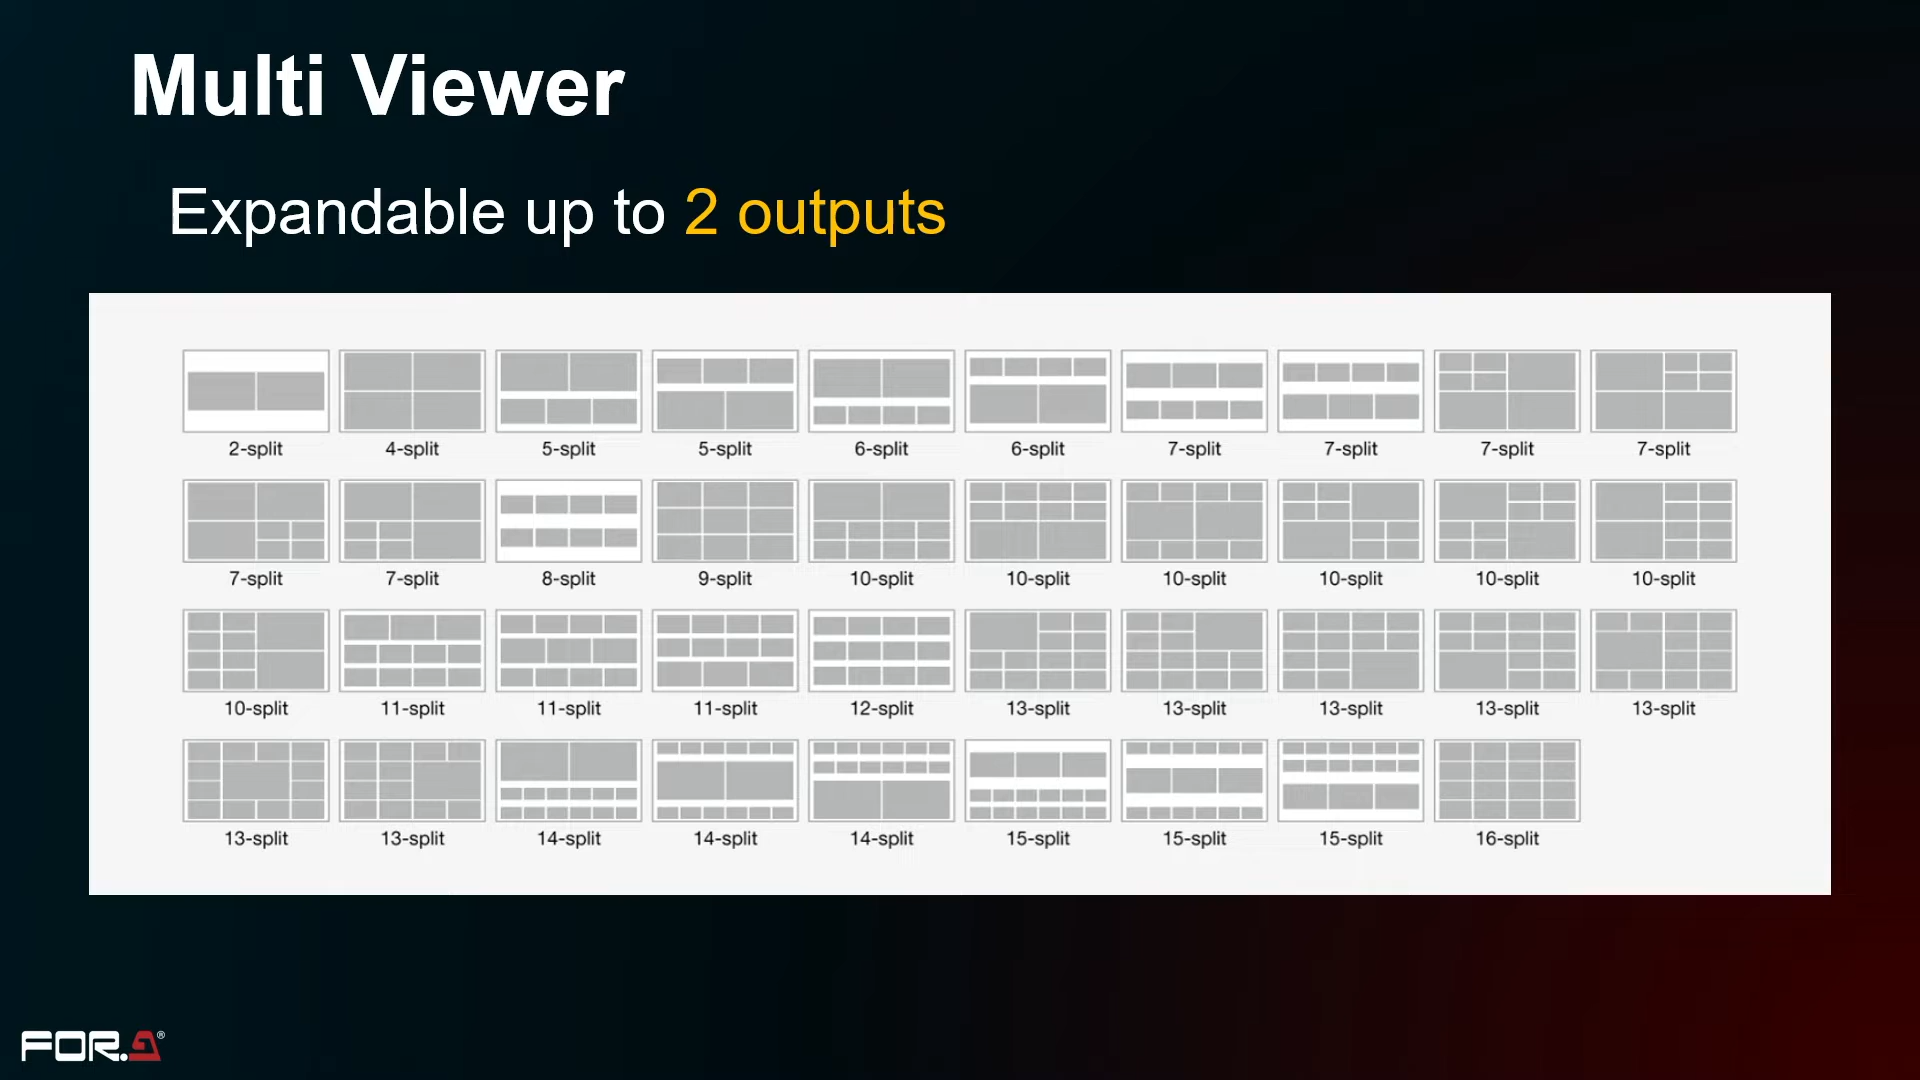 Multi Viewer
Expandable up to 2 outputs
2-split 4-split 5-split 5-split 6-split 6-split 7-split 7-split 7-split 7-split
7-split 7-split 8-split 9-split 10-split 10-split 10-split 10-split 10-split 10-split
10-split 11-split 11-split 11-split 12-split 13-split 13-split 13-split 13-split 13-split
13-split 13-split 14-split 14-split 14-split 15-split 15-split 15-split 16-split
FOR.A®